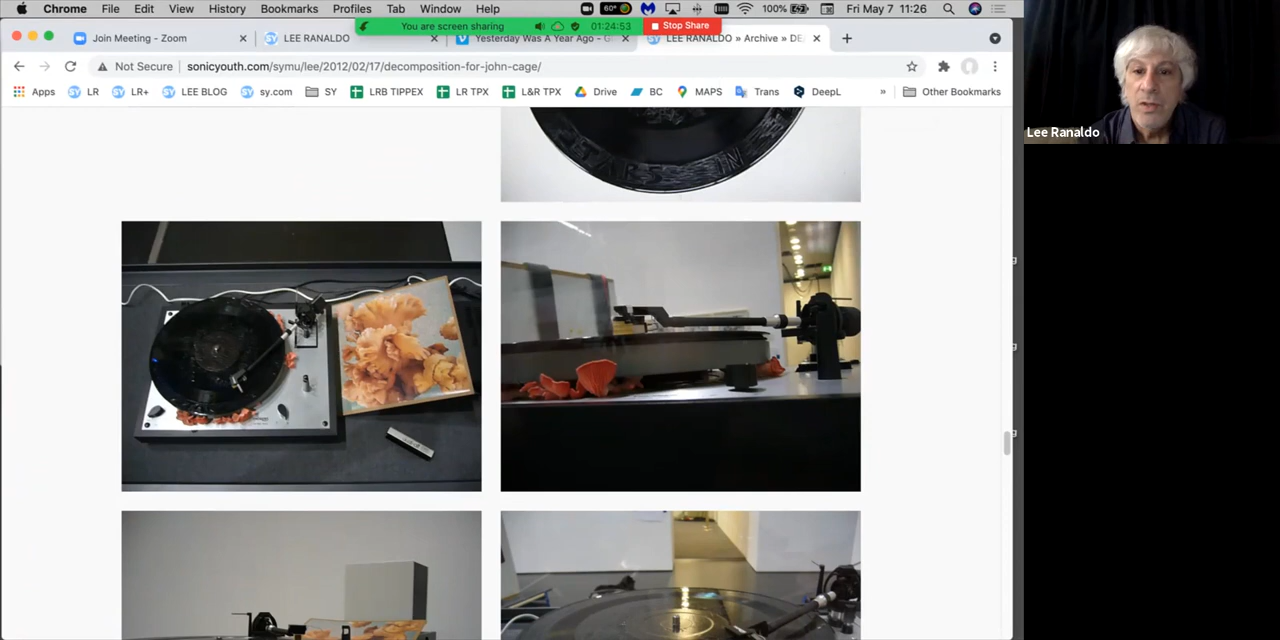 Chrome File Edit View History Bookmarks Profiles Tab Window Help 60° 100% Fri May 7 11:26
You are screen sharing 01:24:53 Stop Share
Join Meeting - Zoom × LEE RANALDO × Yesterday Was A Year Ago - G × LEE RANALDO » Archive » DE × +
Not Secure sonicyouth.com/symu/lee/2012/02/17/decomposition-for-john-cage/
Apps LR LR+ LEE BLOG sy.com SY LRB TIPPEX LR TPX L&R TPX Drive BC MAPS Trans DeepL » Other Bookmarks
Lee Ranaldo